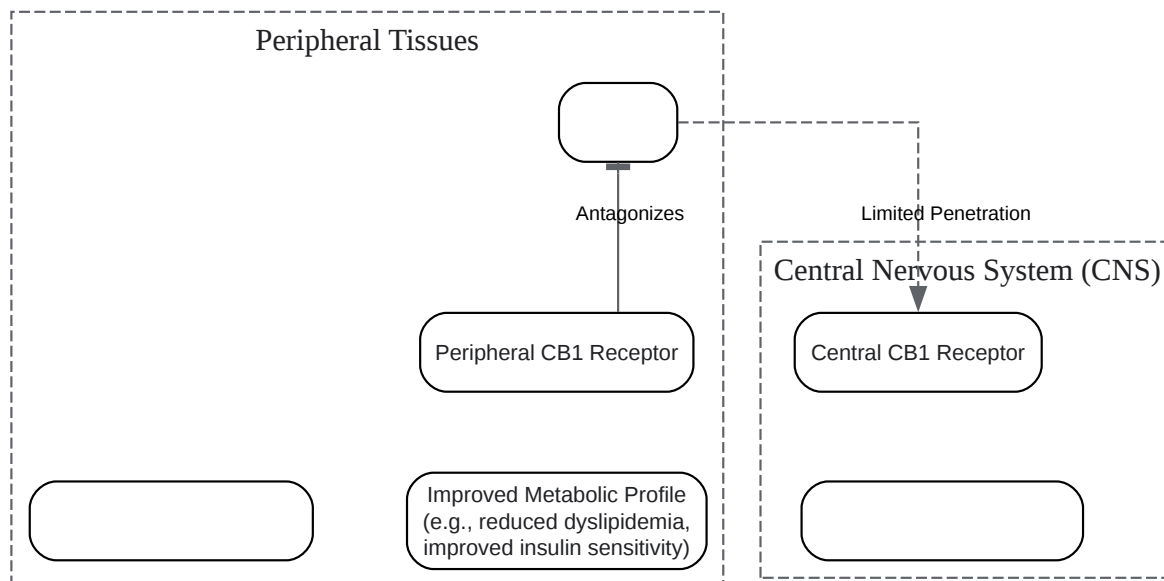 Peripheral Tissues
Antagonizes
Limited Penetration
Central Nervous System (CNS)
Peripheral CB1 Receptor
Central CB1 Receptor
Improved Metabolic Profile
(e.g., reduced dyslipidemia,
improved insulin sensitivity)